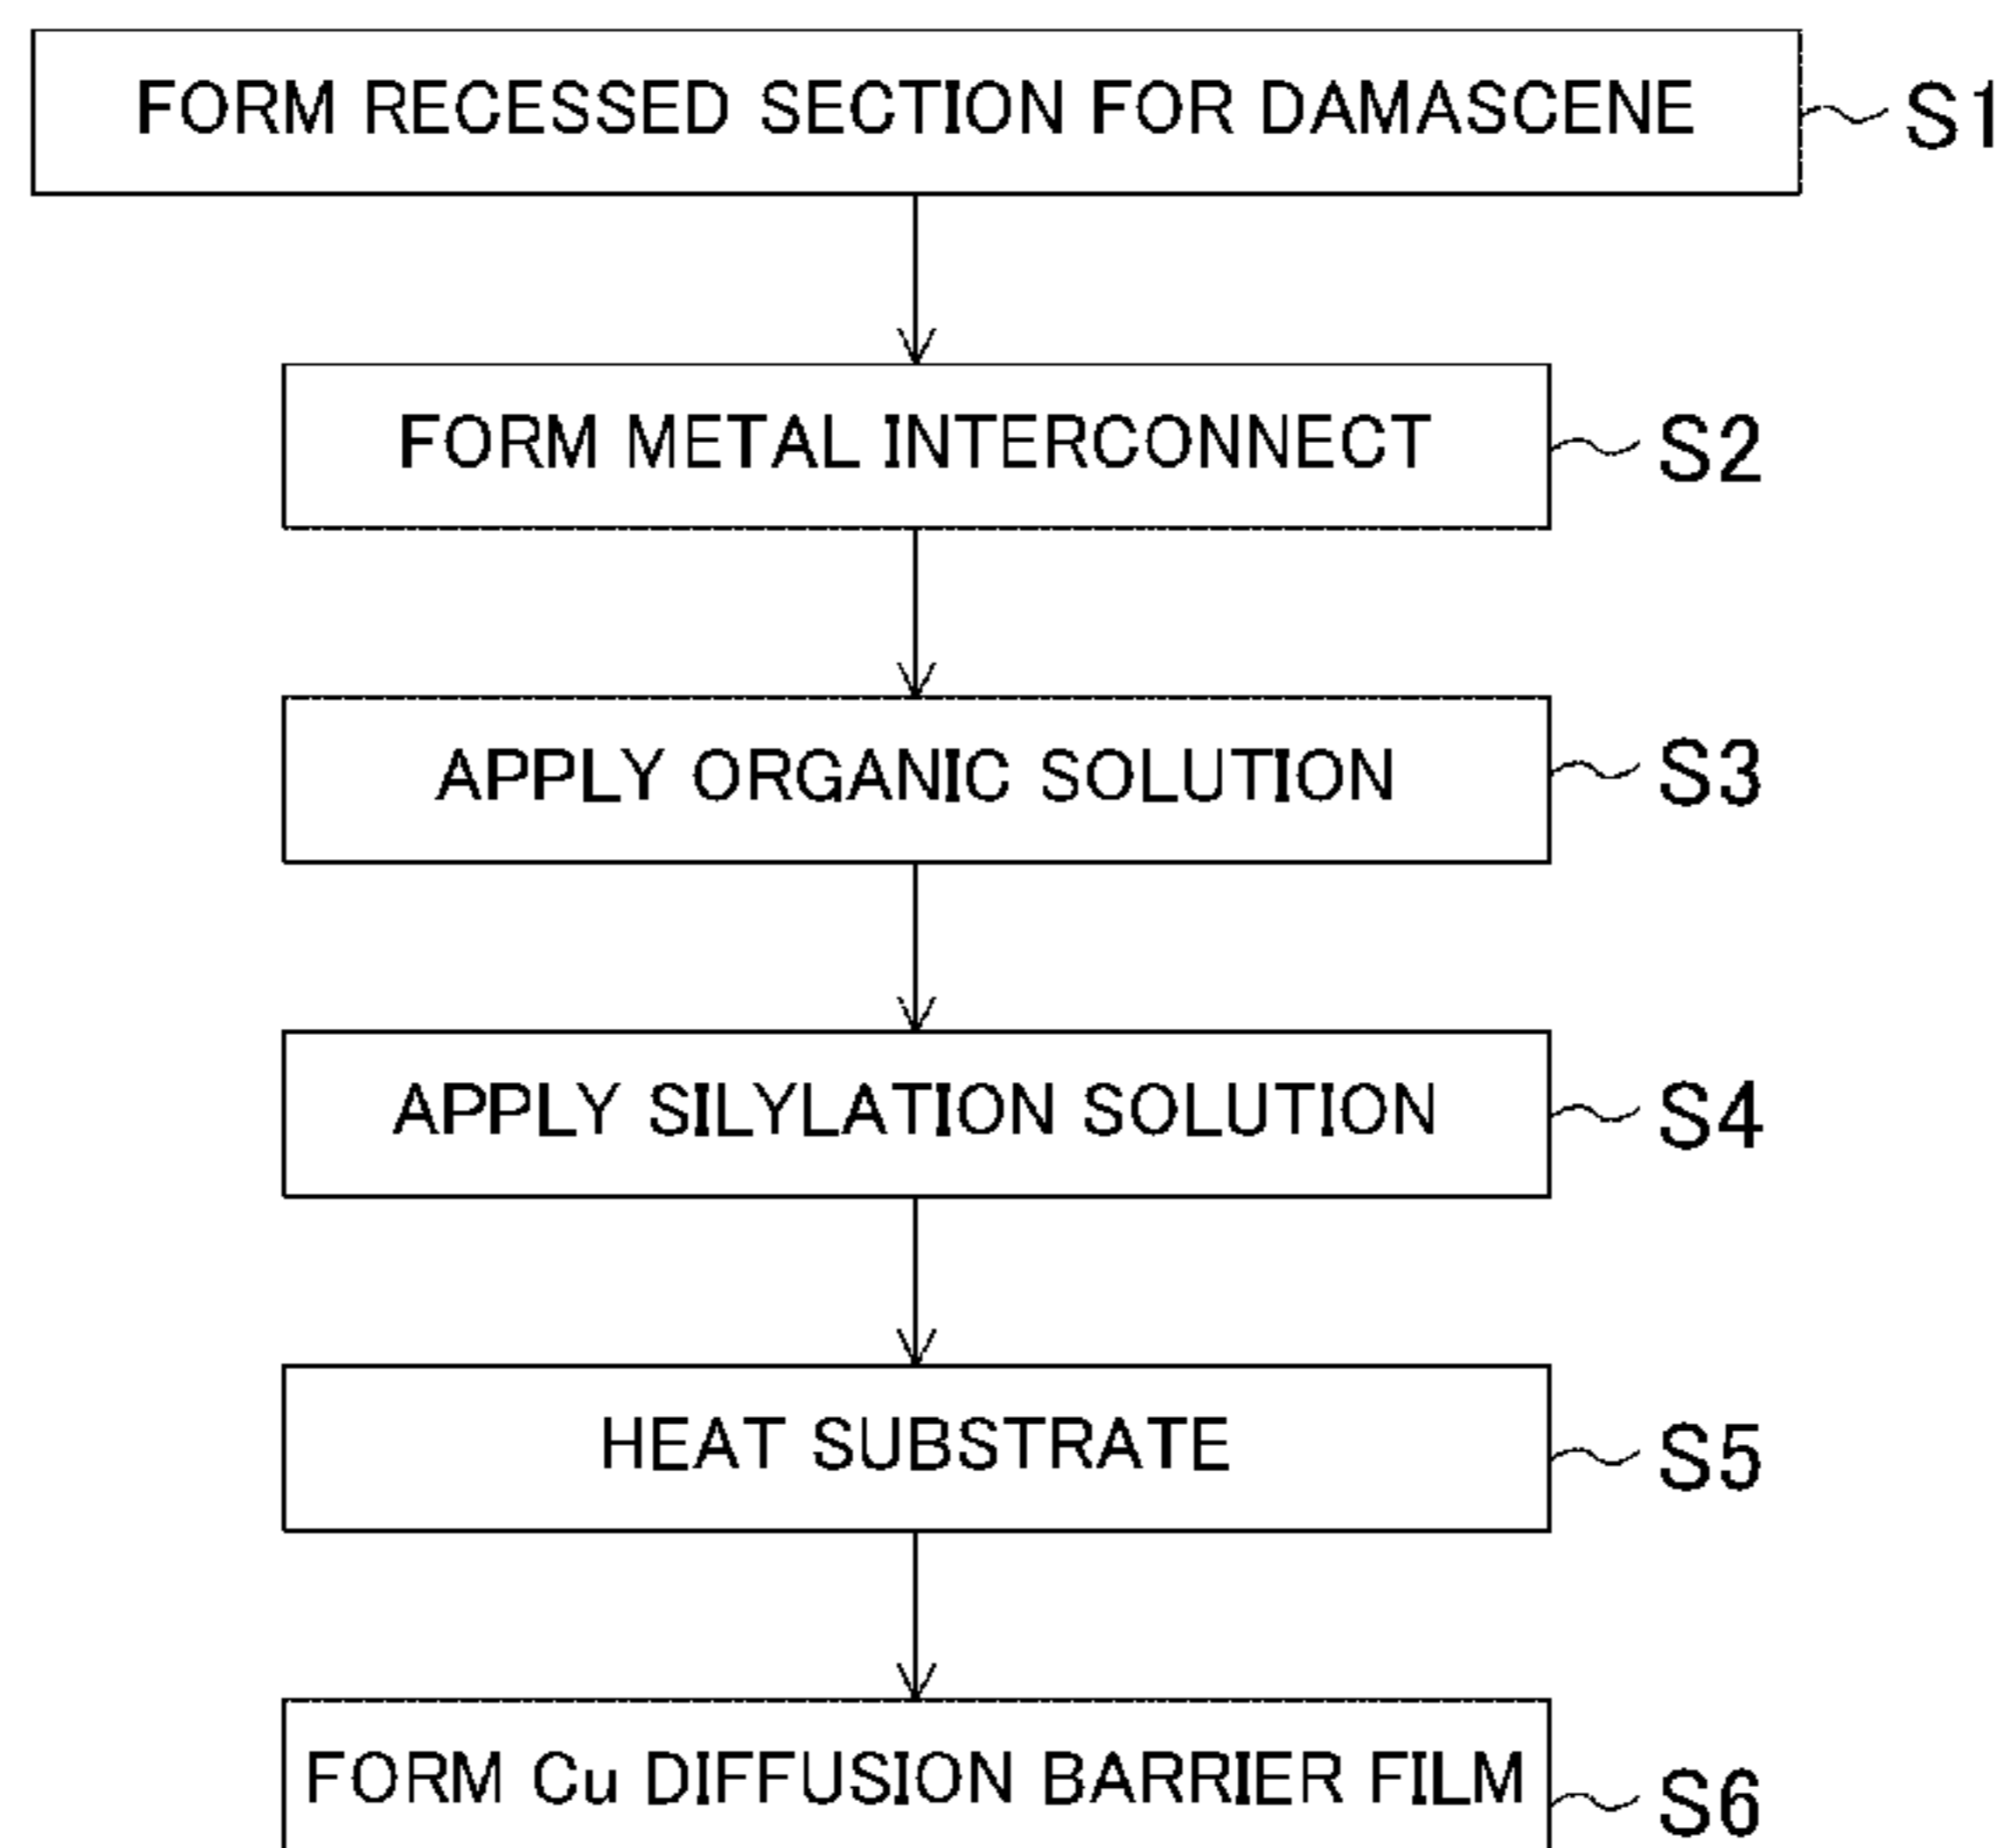 FORM RECESSED SECTION FOR DAMASCENE S1
FORM METAL INTERCONNECT S2
APPLY ORGANIC SOLUTION S3
APPLY SILYLATION SOLUTION S4
HEAT SUBSTRATE S5
FORM Cu DIFFUSION BARRIER FILM S6